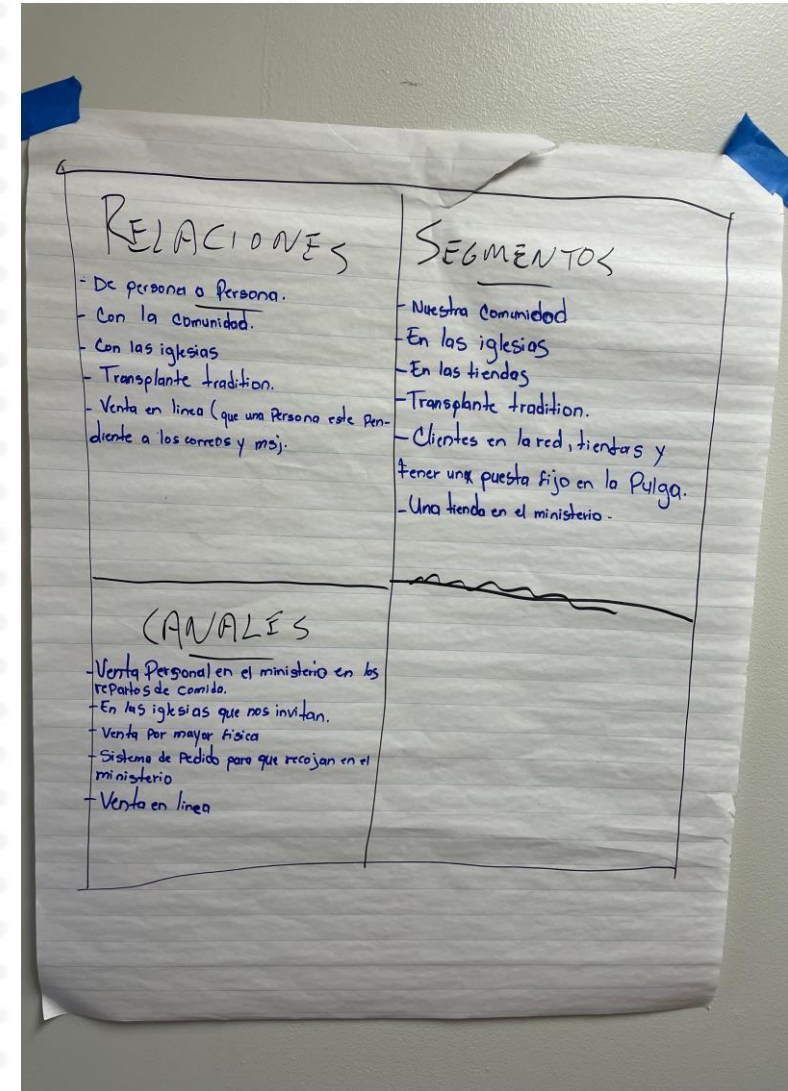 RELACIONES
- De persona a Persona.
- Con la comunidad.
- Con las iglesias
- Transplante tradition.
- Venta en linea (que una Persona este Pen-
diente a los correos y msj.
SEGMENTOS
- Nuestra Comunidad
- En las iglesias
- En las tiendas
- Transplante tradition.
- Clientes en la red, tientas y
tener una puesta fijo en la Pulga.
- Una tienda en el ministerio.
CANALES
- Venta Personal en el ministerio en los
repartos de comida.
- En las iglesias que nos invitan.
- Venta Por mayor fisica
- Sistema de Pedido para que recojan en el
ministerio
- Venta en linea